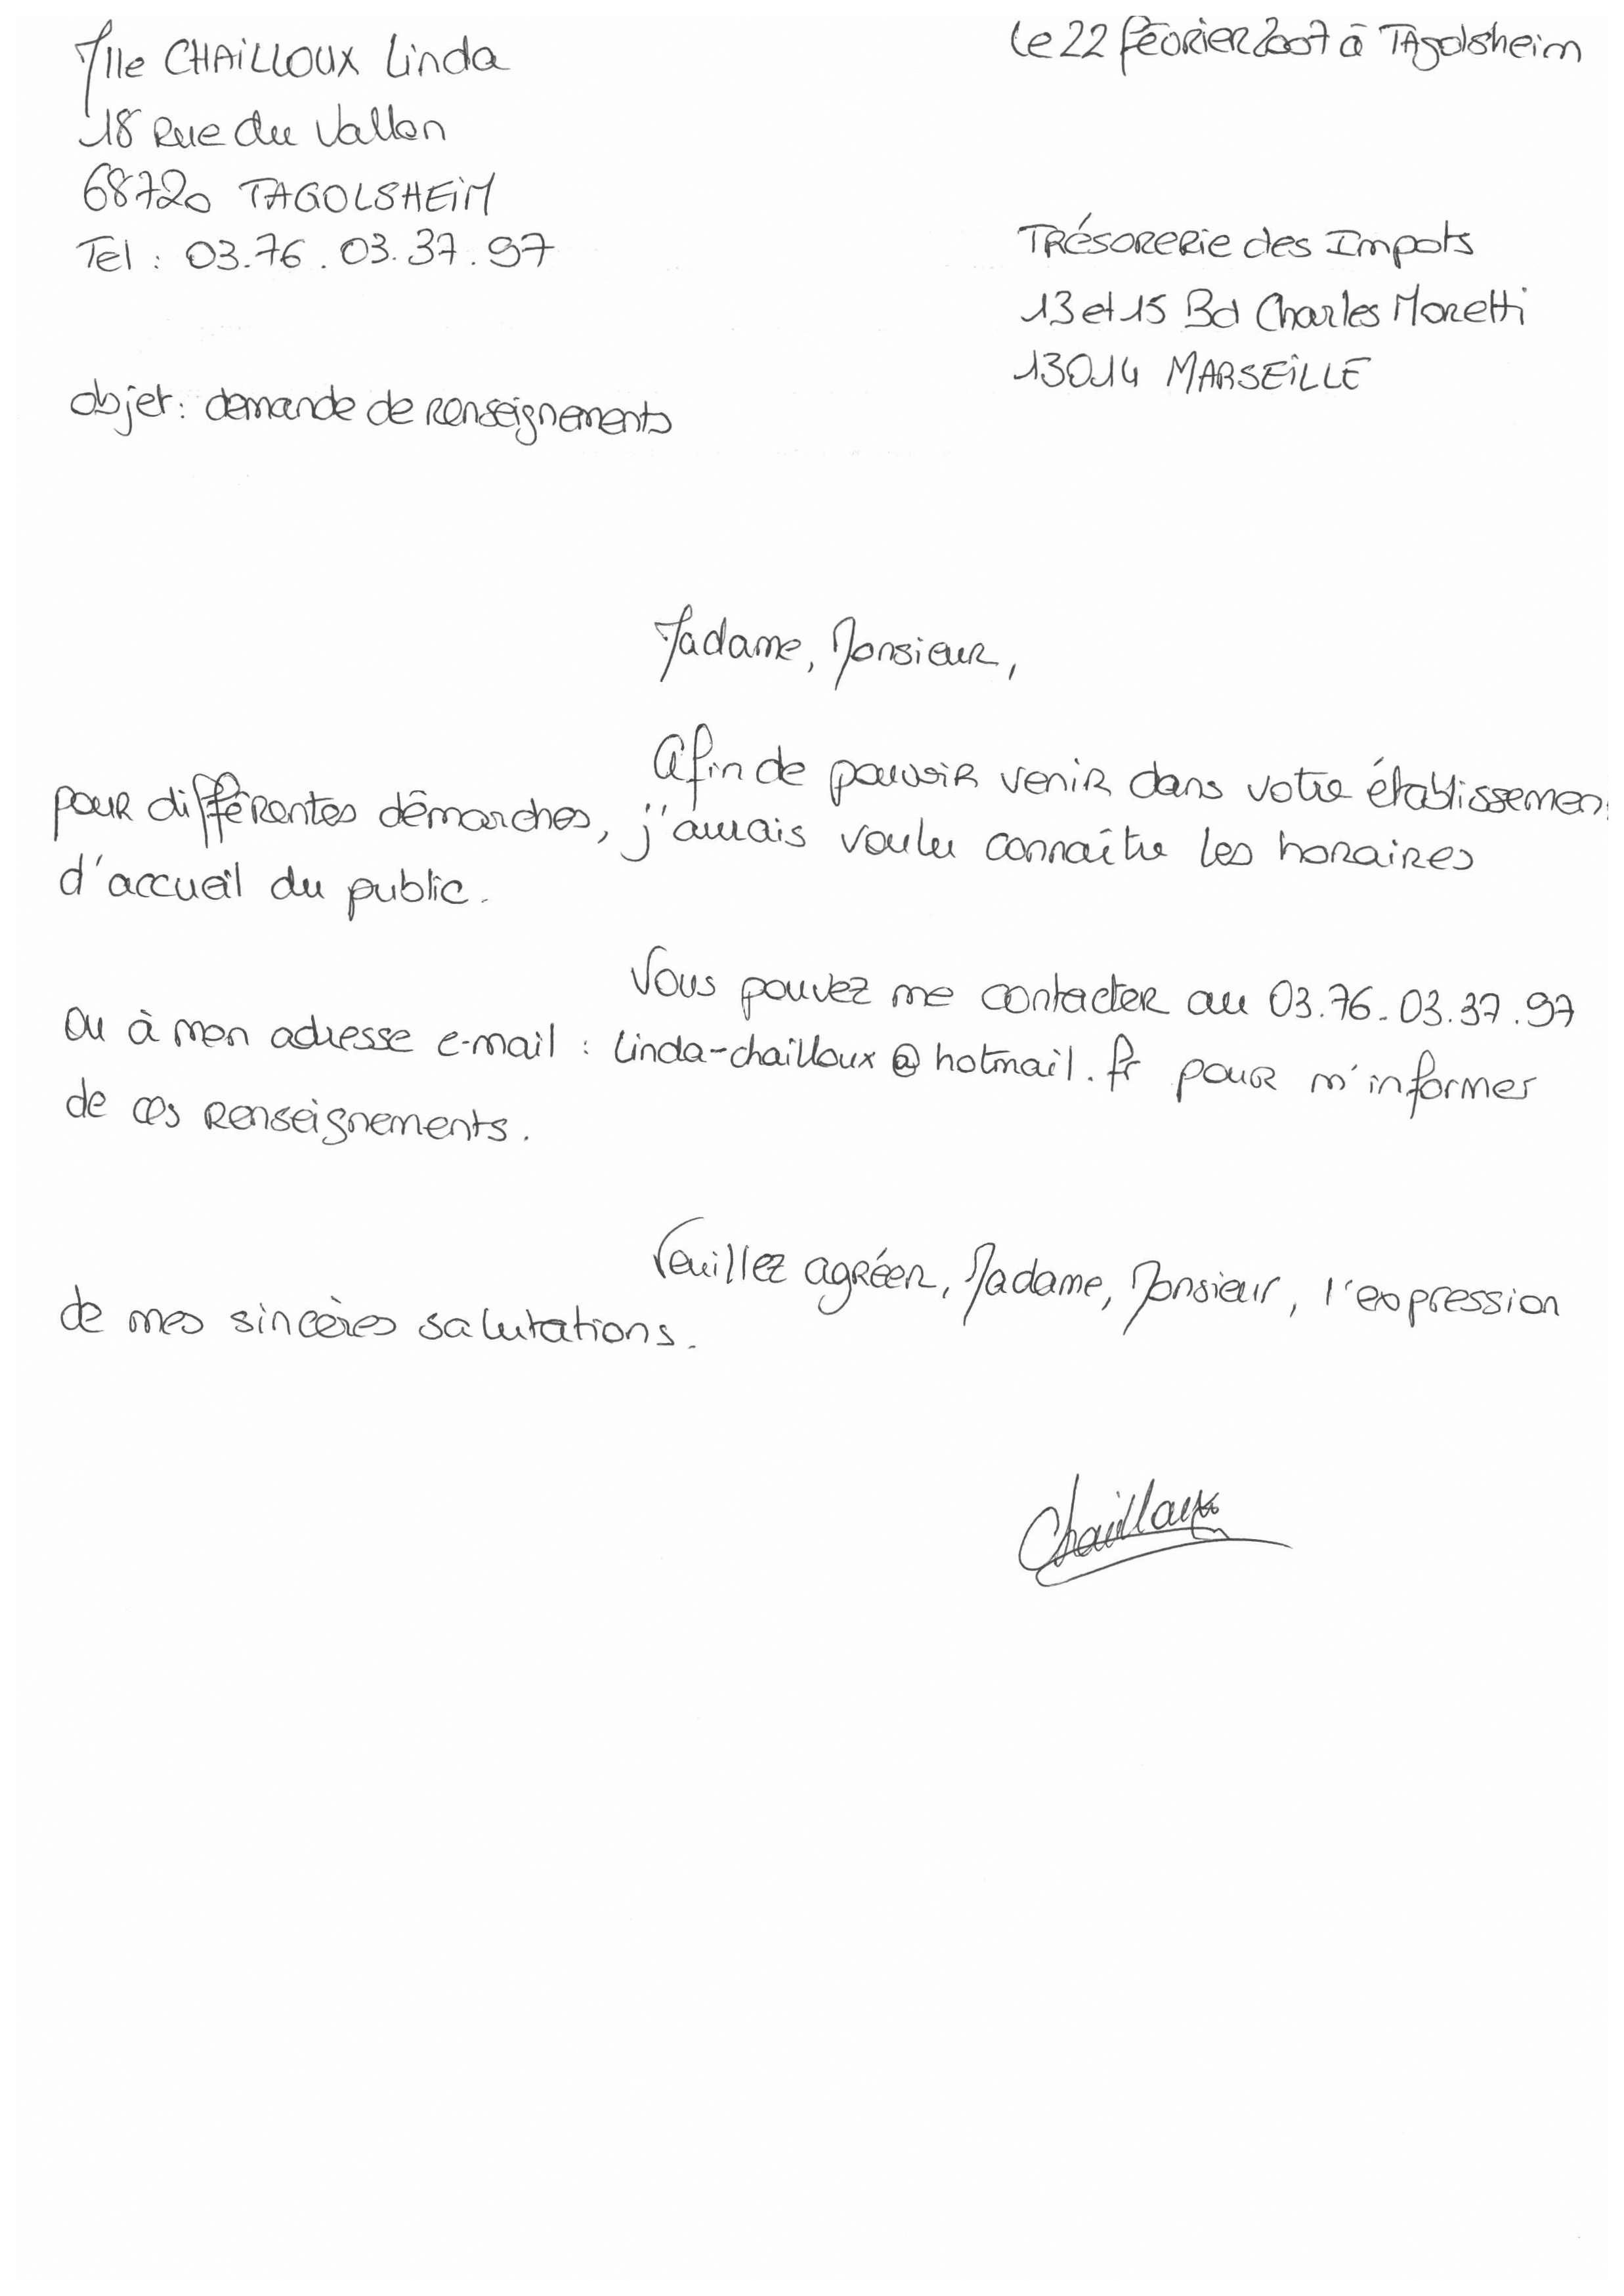 Mlle CHAILLOUX Linda
18 Rue du Vallon
68720 TAGOLSHEIM
Tel : 03.76.03.37.97
Le 22 février 2007 à TAgolsheim
Trésorerie des Impots
13 et 15 Bd Charles Moretti
13014 MARSEILLE
objet : demande de renseignements
Madame, Monsieur,
Afin de pouvoir venir dans votre établissemen
pour différentes démarches, j'aurais voulu connaître les horaires
d'accueil du public.
Vous pouvez me contacter au 03.76.03.37.97
ou à mon adresse e-mail : linda-chailloux@hotmail.fr pour m'informer
de ces renseignements.
Veuillez agréer, Madame, Monsieur, l'expression
de mes sincères salutations.
Chailloux